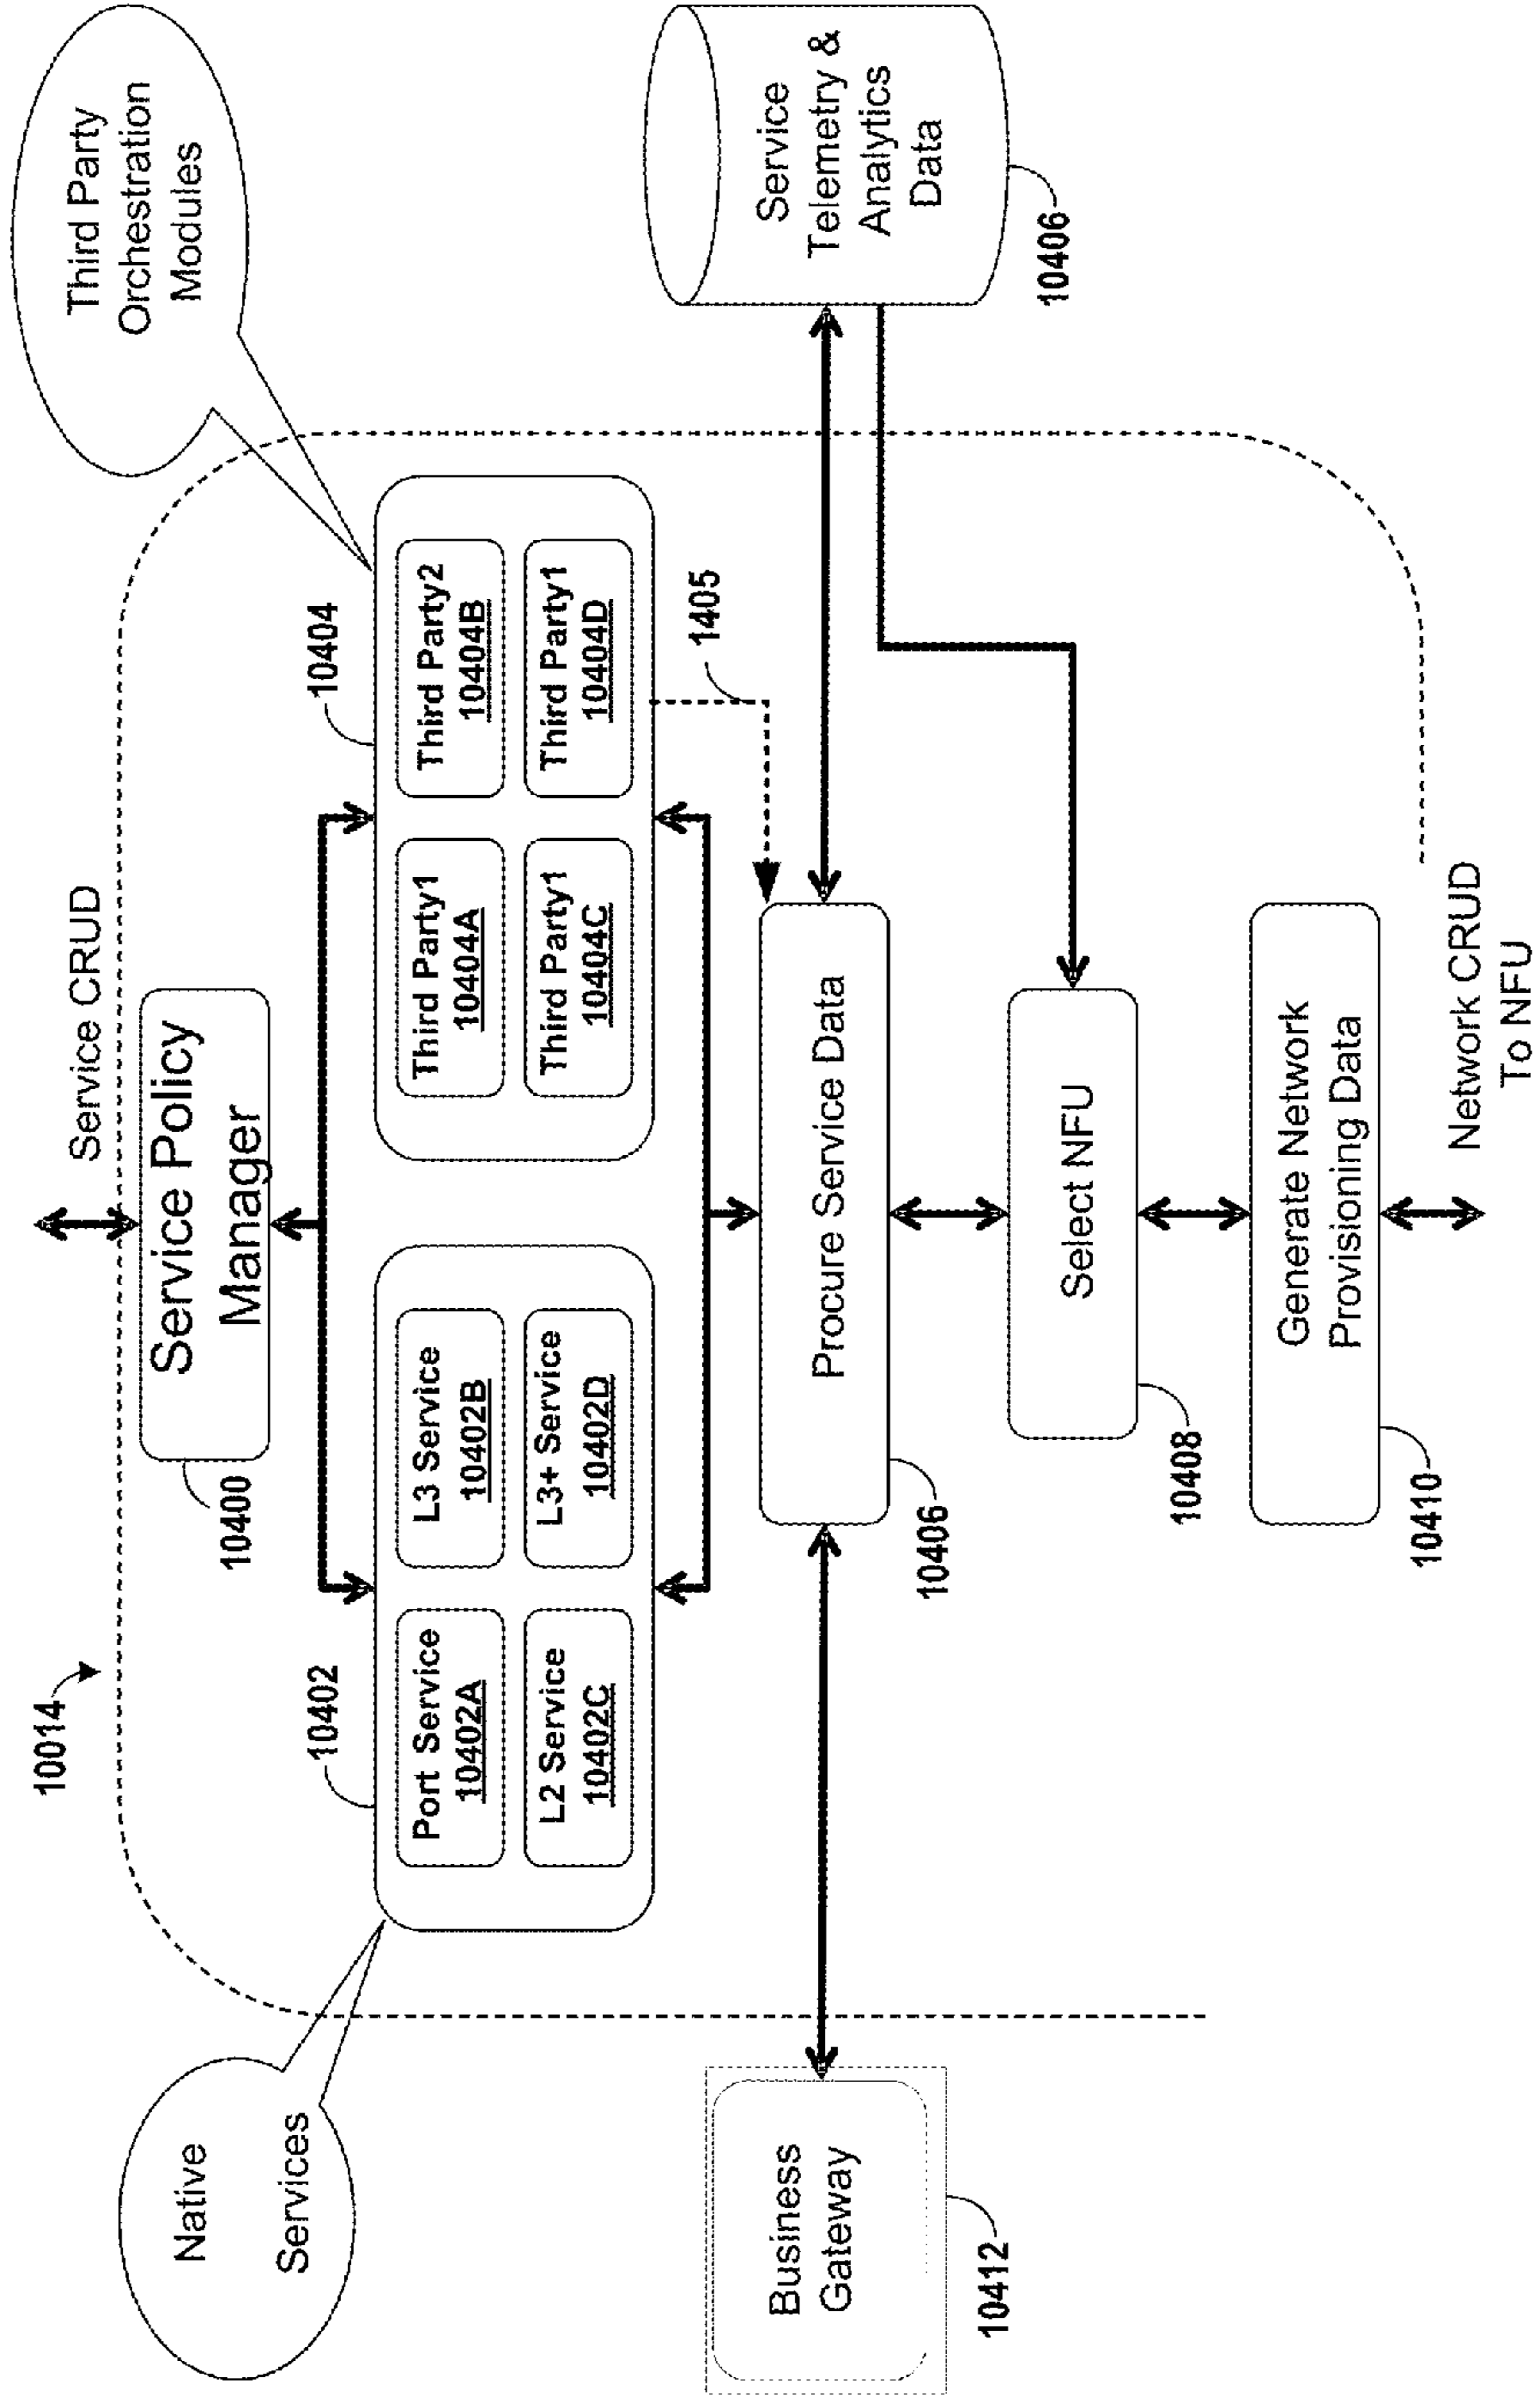 Service CRUD
10014
Service Policy
Manager
10400
Third Party
Orchestration
Modules
Native
Services
10402
Port Service
10402A
L3 Service
10402B
L2 Service
10402C
L3+ Service
10402D
10404
Third Party1
10404A
Third Party2
10404B
Third Party1
10404C
Third Party1
10404D
1405
Business
Gateway
10412
Procure Service Data
10406
Service
Telemetry &
Analytics
Data
10406
Select NFU
10408
Generate Network
Provisioning Data
10410
Network CRUD
To NFU